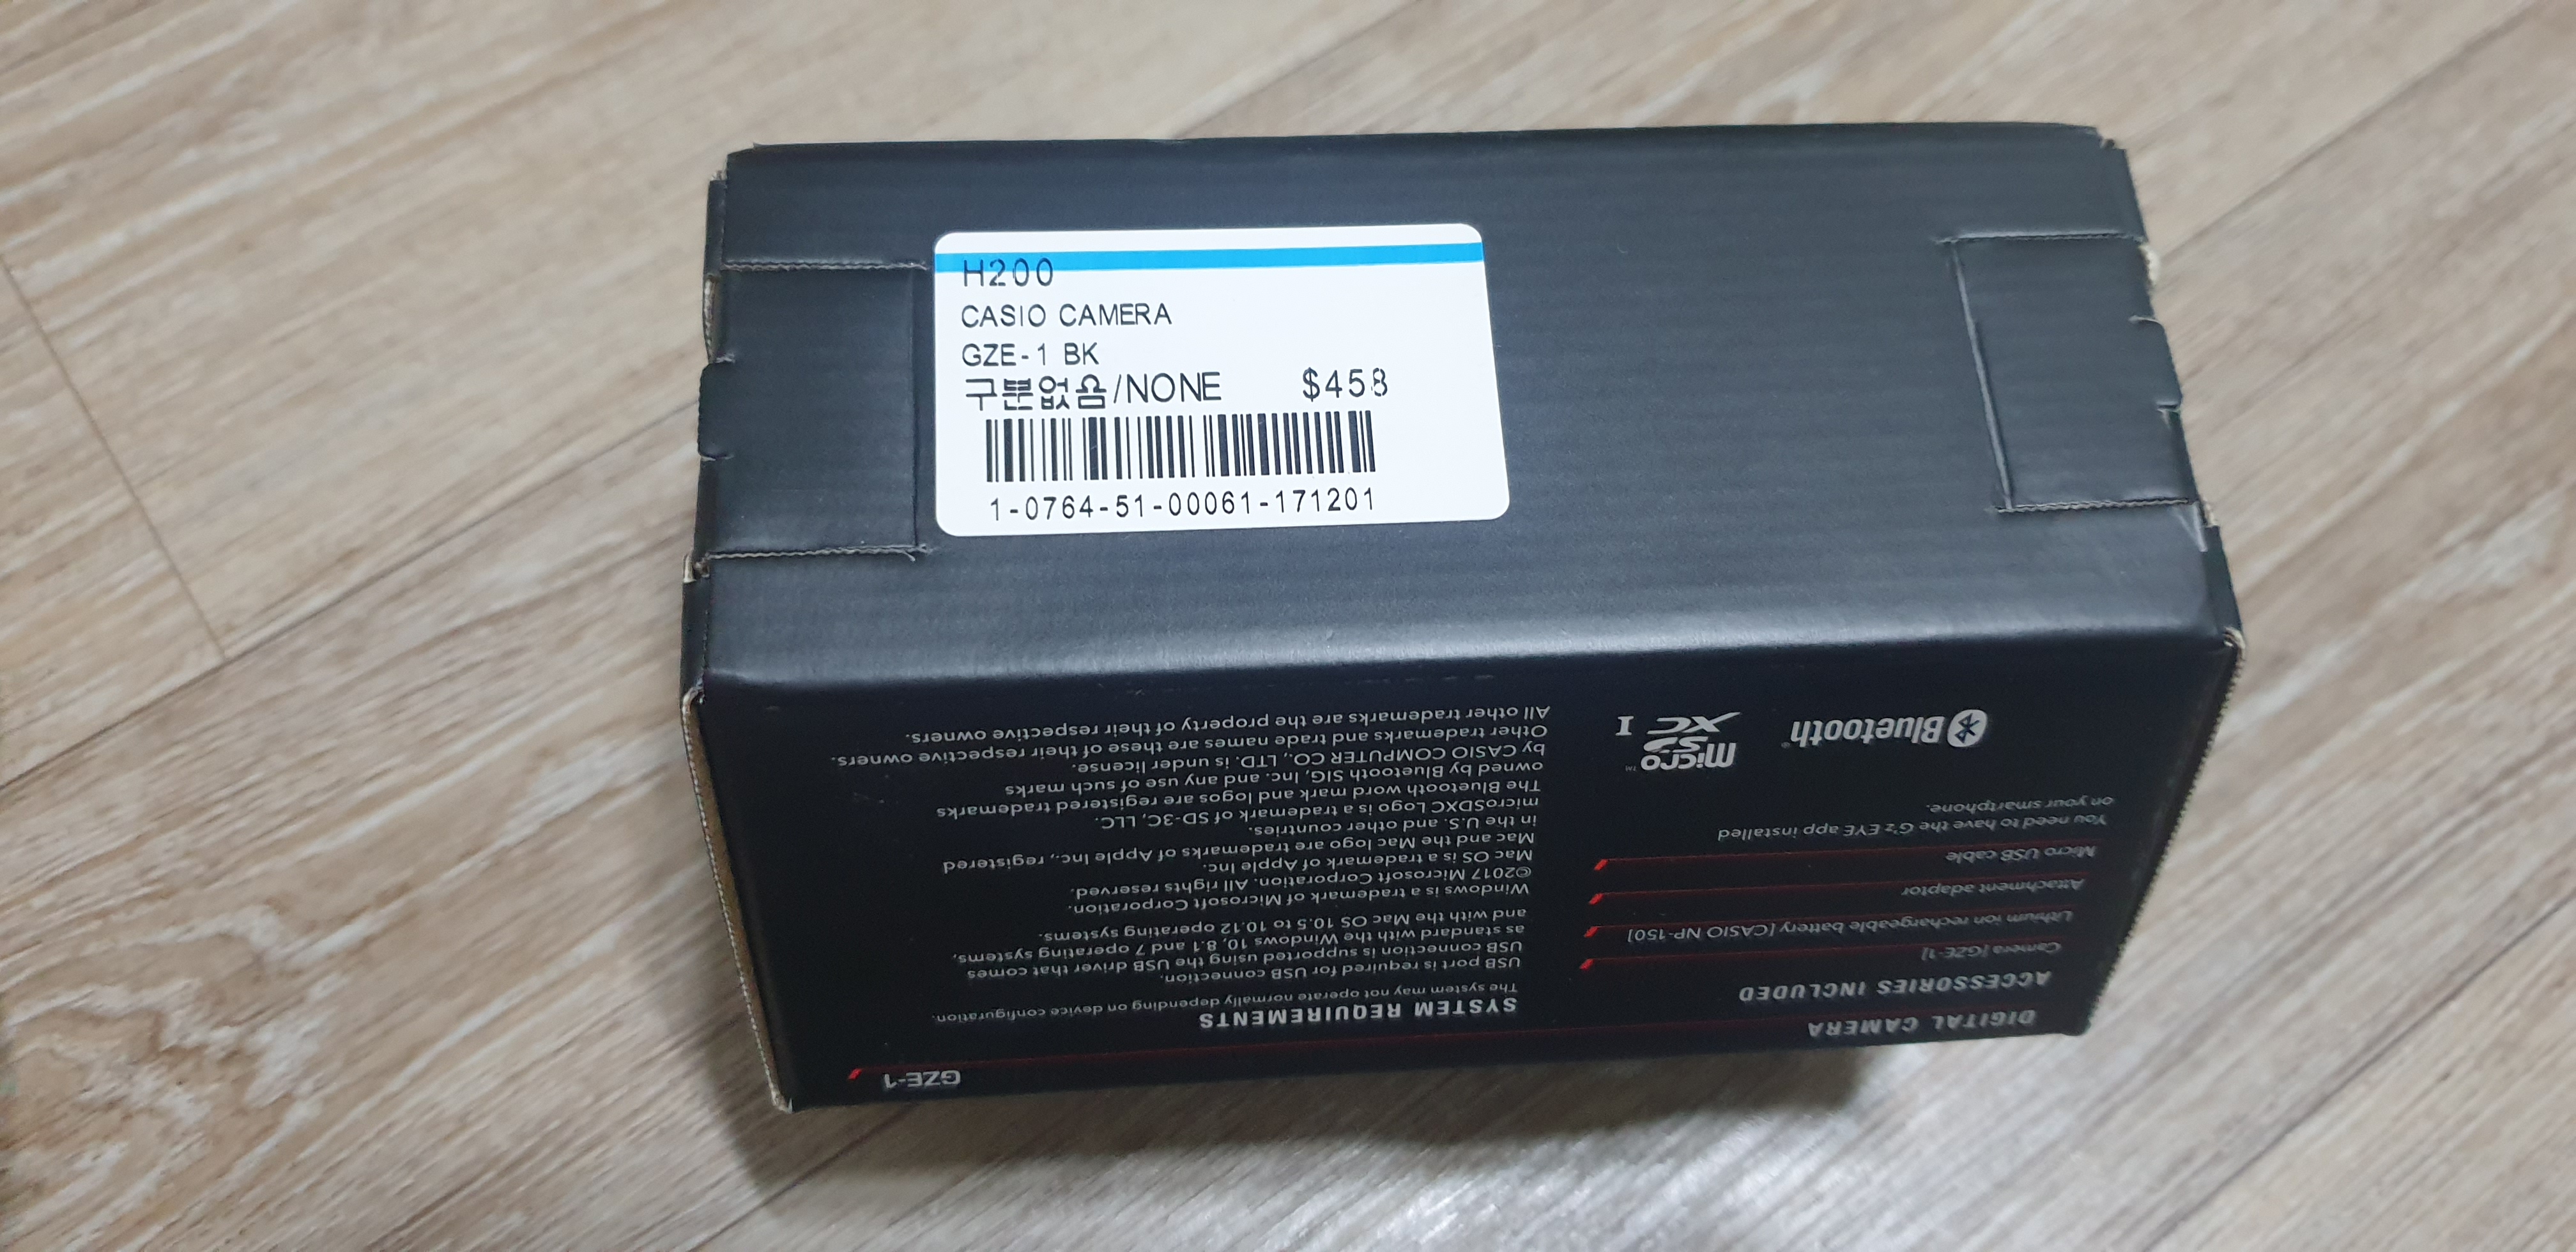 H200
CASIO CAMERA
GZE-1 BK
구분없음/NONE $458
1-0764-51-00061-171201
GZE-1
DIGITAL CAMERA
ACCESSORIES INCLUDED
Camera [GZE-1]
Lithium ion rechargeable battery [CASIO NP-150]
Attachment adaptor
Micro USB cable
You need to have the G'z EYE app installed
on your smartphone.
Bluetooth®
micro™
SD
XC I
SYSTEM REQUIREMENTS
The system may not operate normally depending on device configuration.
USB port is required for USB connection.
USB connection is supported using the USB driver that comes
as standard with the Windows 10, 8.1 and 7 operating systems,
and with the Mac OS 10.5 to 10.12 operating systems.
Windows is a trademark of Microsoft Corporation.
©2017 Microsoft Corporation. All rights reserved.
Mac OS is a trademark of Apple Inc.
Mac and the Mac logo are trademarks of Apple Inc., registered
in the U.S. and other countries.
microSDXC Logo is a trademark of SD-3C, LLC.
The Bluetooth word mark and logos are registered trademarks
owned by Bluetooth SIG, Inc. and any use of such marks
by CASIO COMPUTER CO., LTD. is under license.
Other trademarks and trade names are these of their respective owners.
All other trademarks are the property of their respective owners.